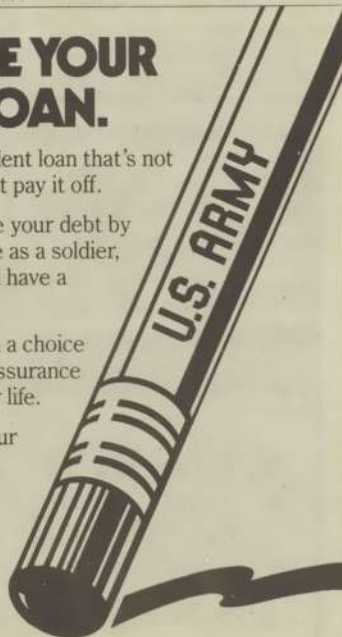 E YOUR
OAN.
dent loan that's not
t pay it off.
e your debt by
e as a soldier,
l have a
a choice
ssurance
y life.
ur
U.S. ARMY